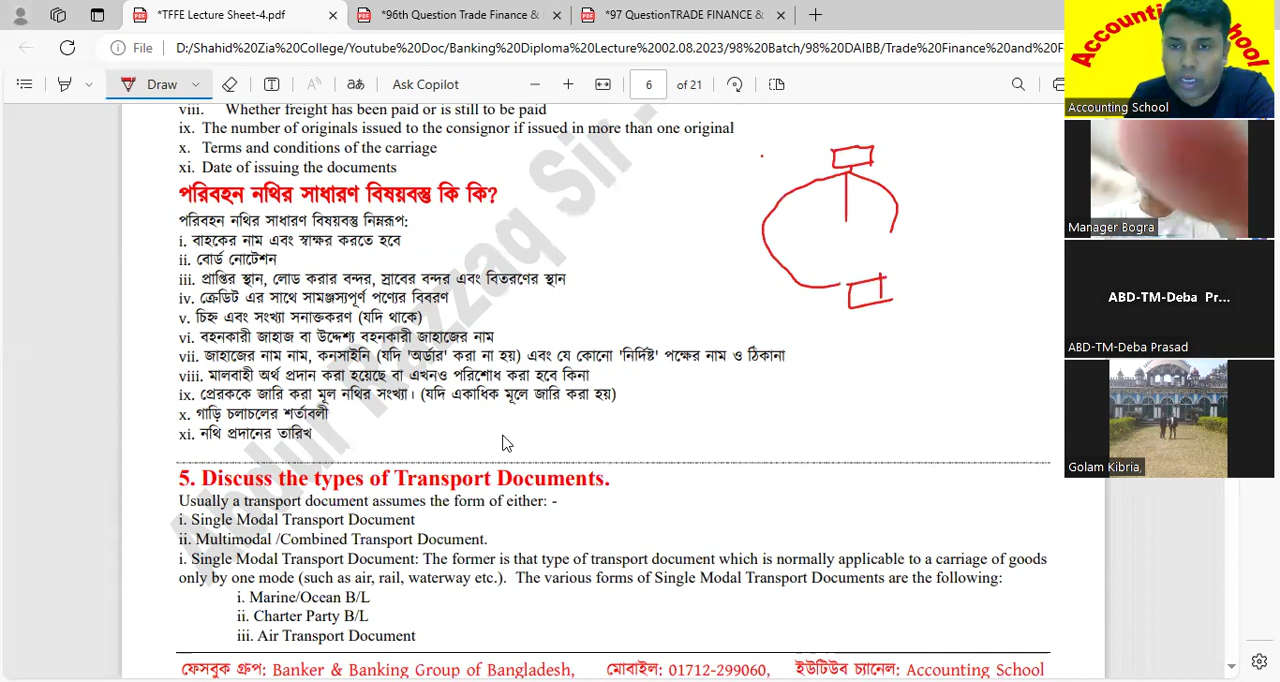 *TFFE Lecture Sheet-4.pdf
*96th Question Trade Finance &
*97 QuestionTRADE FINANCE &
File
D:/Shahid%20Zia%20College/Youtube%20Doc/Banking%20Diploma%20Lecture%2002.08.2023/98%20Batch/98%20DAIBB/Trade%20Finance%20and%20F
Draw
aあ
Ask Copilot
6
of 21
viii. Whether freight has been paid or is still to be paid
ix. The number of originals issued to the consignor if issued in more than one original
x. Terms and conditions of the carriage
xi. Date of issuing the documents
পরিবহন নথির সাধারণ বিষয়বস্তু কি কি?
পরিবহন নথির সাধারণ বিষয়বস্তু নিম্নরূপ:
i. বাহকের নাম এবং স্বাক্ষর করতে হবে
ii. বোর্ড নোটেশন
iii. প্রাপ্তির স্থান, লোড করার বন্দর, স্রাবের বন্দর এবং বিতরণের স্থান
iv. ক্রেডিট এর সাথে সামঞ্জস্যপূর্ণ পণ্যের বিবরণ
v. চিহ্ন এবং সংখ্যা সনাক্তকরণ (যদি থাকে)
vi. বহনকারী জাহাজ বা উদ্দেশ্য বহনকারী জাহাজের নাম
vii. জাহাজের নাম নাম, কনসাইনি (যদি 'অর্ডার' করা না হয়) এবং যে কোনো 'নির্দিষ্ট' পক্ষের নাম ও ঠিকানা
viii. মালবাহী অর্থ প্রদান করা হয়েছে বা এখনও পরিশোধ করা হবে কিনা
ix. প্রেরককে জারি করা মূল নথির সংখ্যা। (যদি একাধিক মূলে জারি করা হয়)
x. গাড়ি চলাচলের শর্তাবলী
xi. নথি প্রদানের তারিখ
Abdur Razzaq Sir -
5. Discuss the types of Transport Documents.
Usually a transport document assumes the form of either: -
i. Single Modal Transport Document
ii. Multimodal /Combined Transport Document.
i. Single Modal Transport Document: The former is that type of transport document which is normally applicable to a carriage of goods
only by one mode (such as air, rail, waterway etc.). The various forms of Single Modal Transport Documents are the following:
i. Marine/Ocean B/L
ii. Charter Party B/L
iii. Air Transport Document
ফেসবুক গ্রুপ: Banker & Banking Group of Bangladesh, মোবাইল: 01712-299060, ইউটিউব চ্যানেল: Accounting School
Accounting School
Accounting School
Manager Bogra
ABD-TM-Deba Pr...
ABD-TM-Deba Prasad
Golam Kibria,